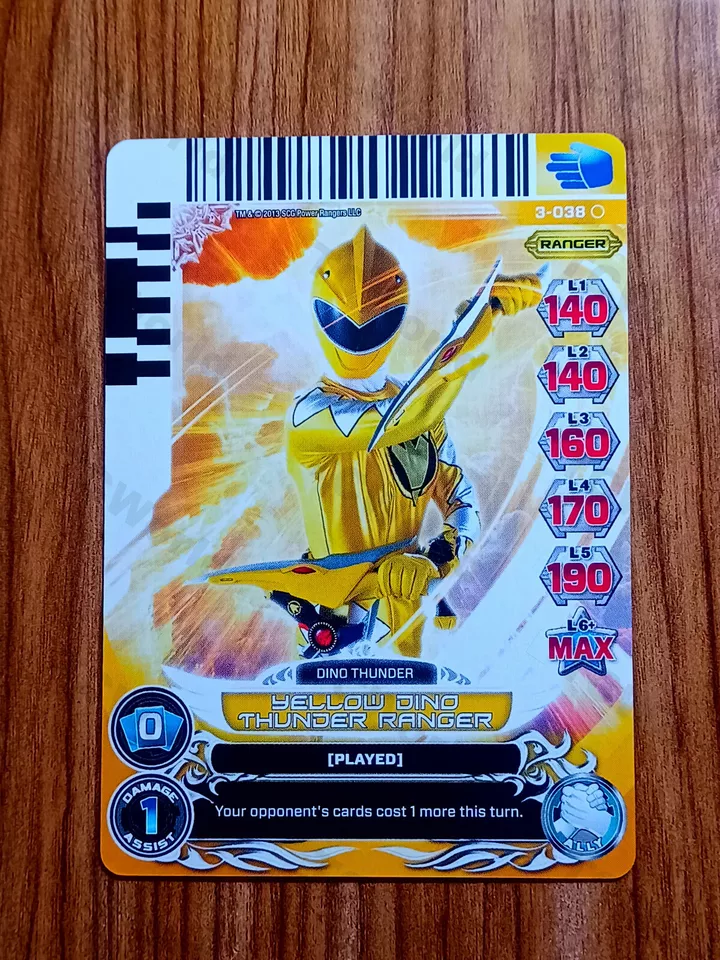 TM & © 2013 SCG Power Rangers LLC
3-038
RANGER
L1
140
L2
140
L3
160
L4
170
L5
190
L6+
MAX
DINO THUNDER
YELLOW DINO
THUNDER RANGER
0
[PLAYED]
DAMAGE
1
ASSIST
Your opponent's cards cost 1 more this turn.
ALLY